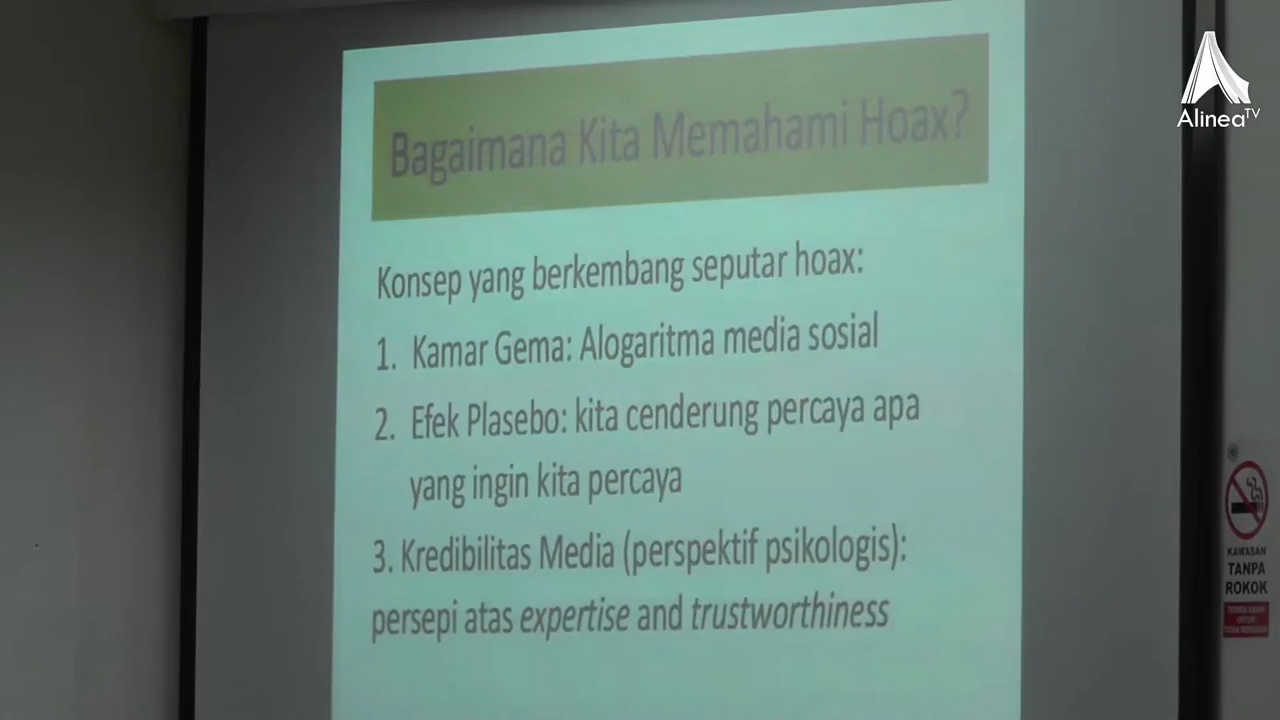 Bagaimana Kita Memahami Hoax?
Konsep yang berkembang seputar hoax:
1. Kamar Gema: Alogaritma media sosial
2. Efek Plasebo: kita cenderung percaya apa
yang ingin kita percaya
3. Kredibilitas Media (perspektif psikologis):
persepi atas expertise and trustworthiness
Alinea TV
KAWASAN
TANPA
ROKOK